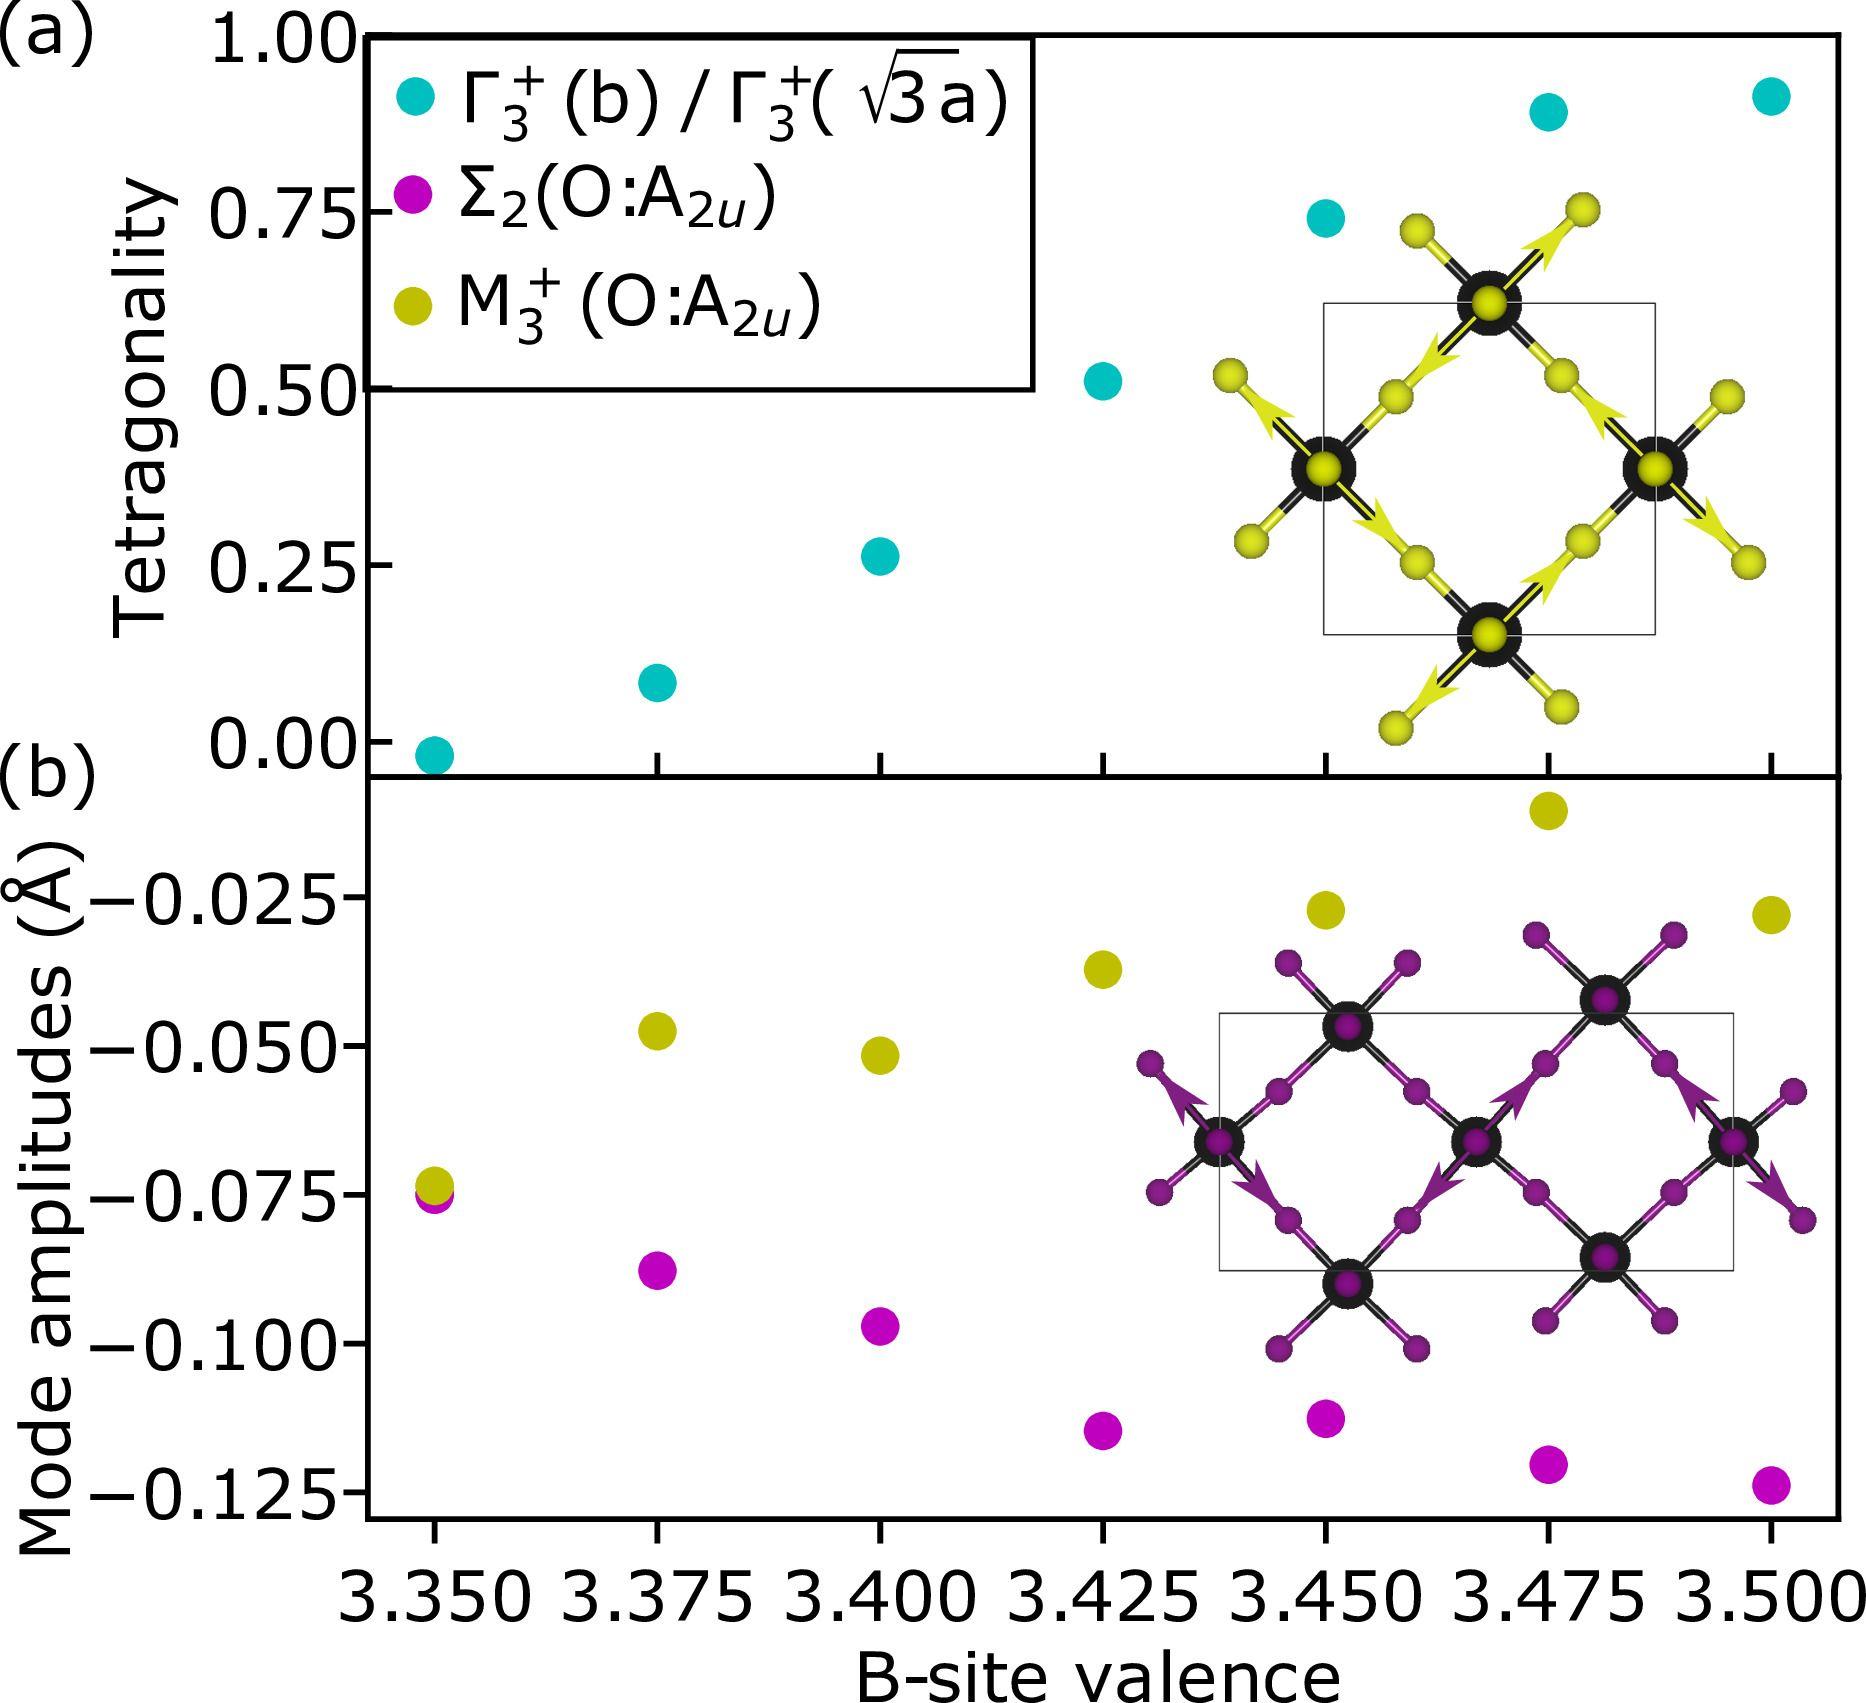 (a)
1.00
0.75
0.50
0.25
0.00
Tetragonality
Γ₃⁺(b) / Γ₃⁺(√3a)
Σ₂(O:A₂ᵤ)
M₃⁺(O:A₂ᵤ)
(b)
−0.025
−0.050
−0.075
−0.100
−0.125
Mode amplitudes (Å)
3.350 3.375 3.400 3.425 3.450 3.475 3.500
B-site valence